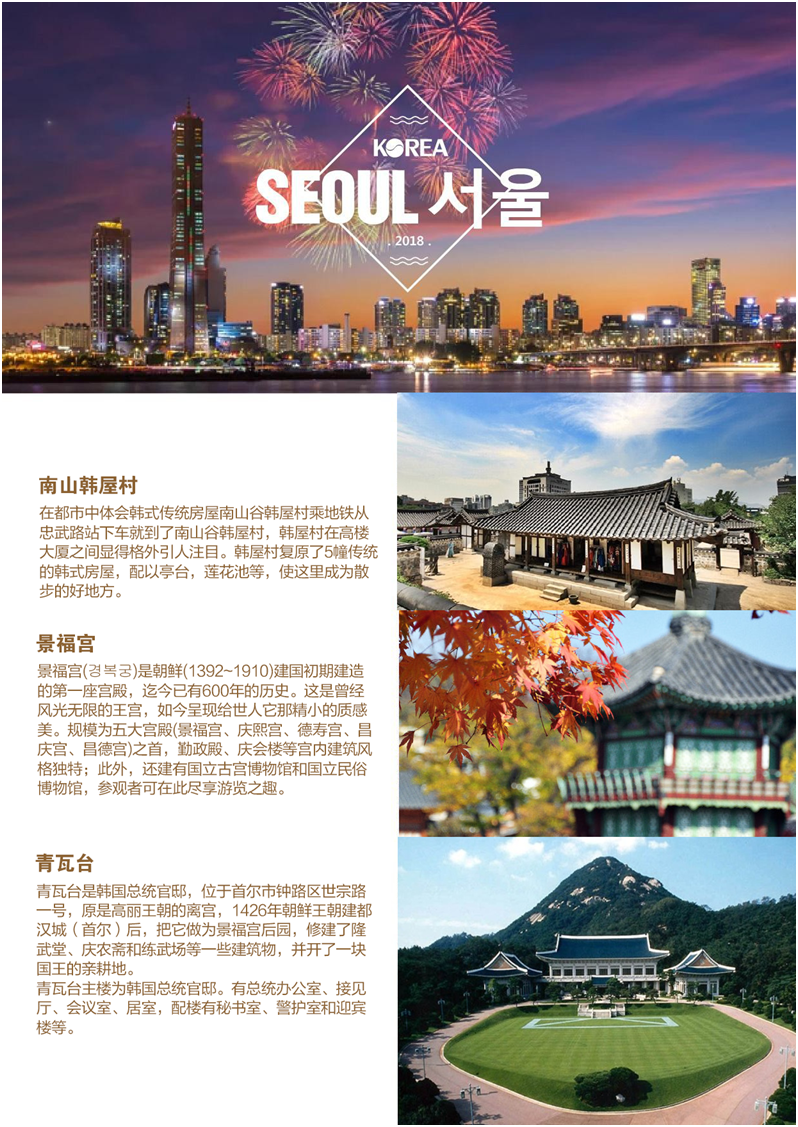 KOREA
SEOUL 서울
. 2018 .
南山韩屋村
在都市中体会韩式传统房屋南山谷韩屋村乘地铁从
忠武路站下车就到了南山谷韩屋村，韩屋村在高楼
大厦之间显得格外引人注目。韩屋村复原了5幢传统
的韩式房屋，配以亭台，莲花池等，使这里成为散
步的好地方。
景福宫
景福宫(경복궁)是朝鲜(1392~1910)建国初期建造
的第一座宫殿，迄今已有600年的历史。这是曾经
风光无限的王宫，如今呈现给世人它那精小的质感
美。规模为五大宫殿(景福宫、庆熙宫、德寿宫、昌
庆宫、昌德宫)之首，勤政殿、庆会楼等宫内建筑风
格独特；此外，还建有国立古宫博物馆和国立民俗
博物馆，参观者可在此尽享游览之趣。
青瓦台
青瓦台是韩国总统官邸，位于首尔市钟路区世宗路
一号，原是高丽王朝的离宫，1426年朝鲜王朝建都
汉城（首尔）后，把它做为景福宫后园，修建了隆
武堂、庆农斋和练武场等一些建筑物，并开了一块
国王的亲耕地。
青瓦台主楼为韩国总统官邸。有总统办公室、接见
厅、会议室、居室，配楼有秘书室、警护室和迎宾
楼等。